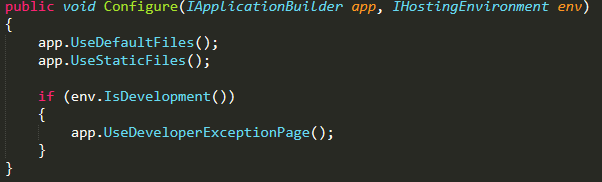 public void Configure(IApplicationBuilder app, IHostingEnvironment env)
{
    app.UseDefaultFiles();
    app.UseStaticFiles();

    if (env.IsDevelopment())
    {
        app.UseDeveloperExceptionPage();
    }
}